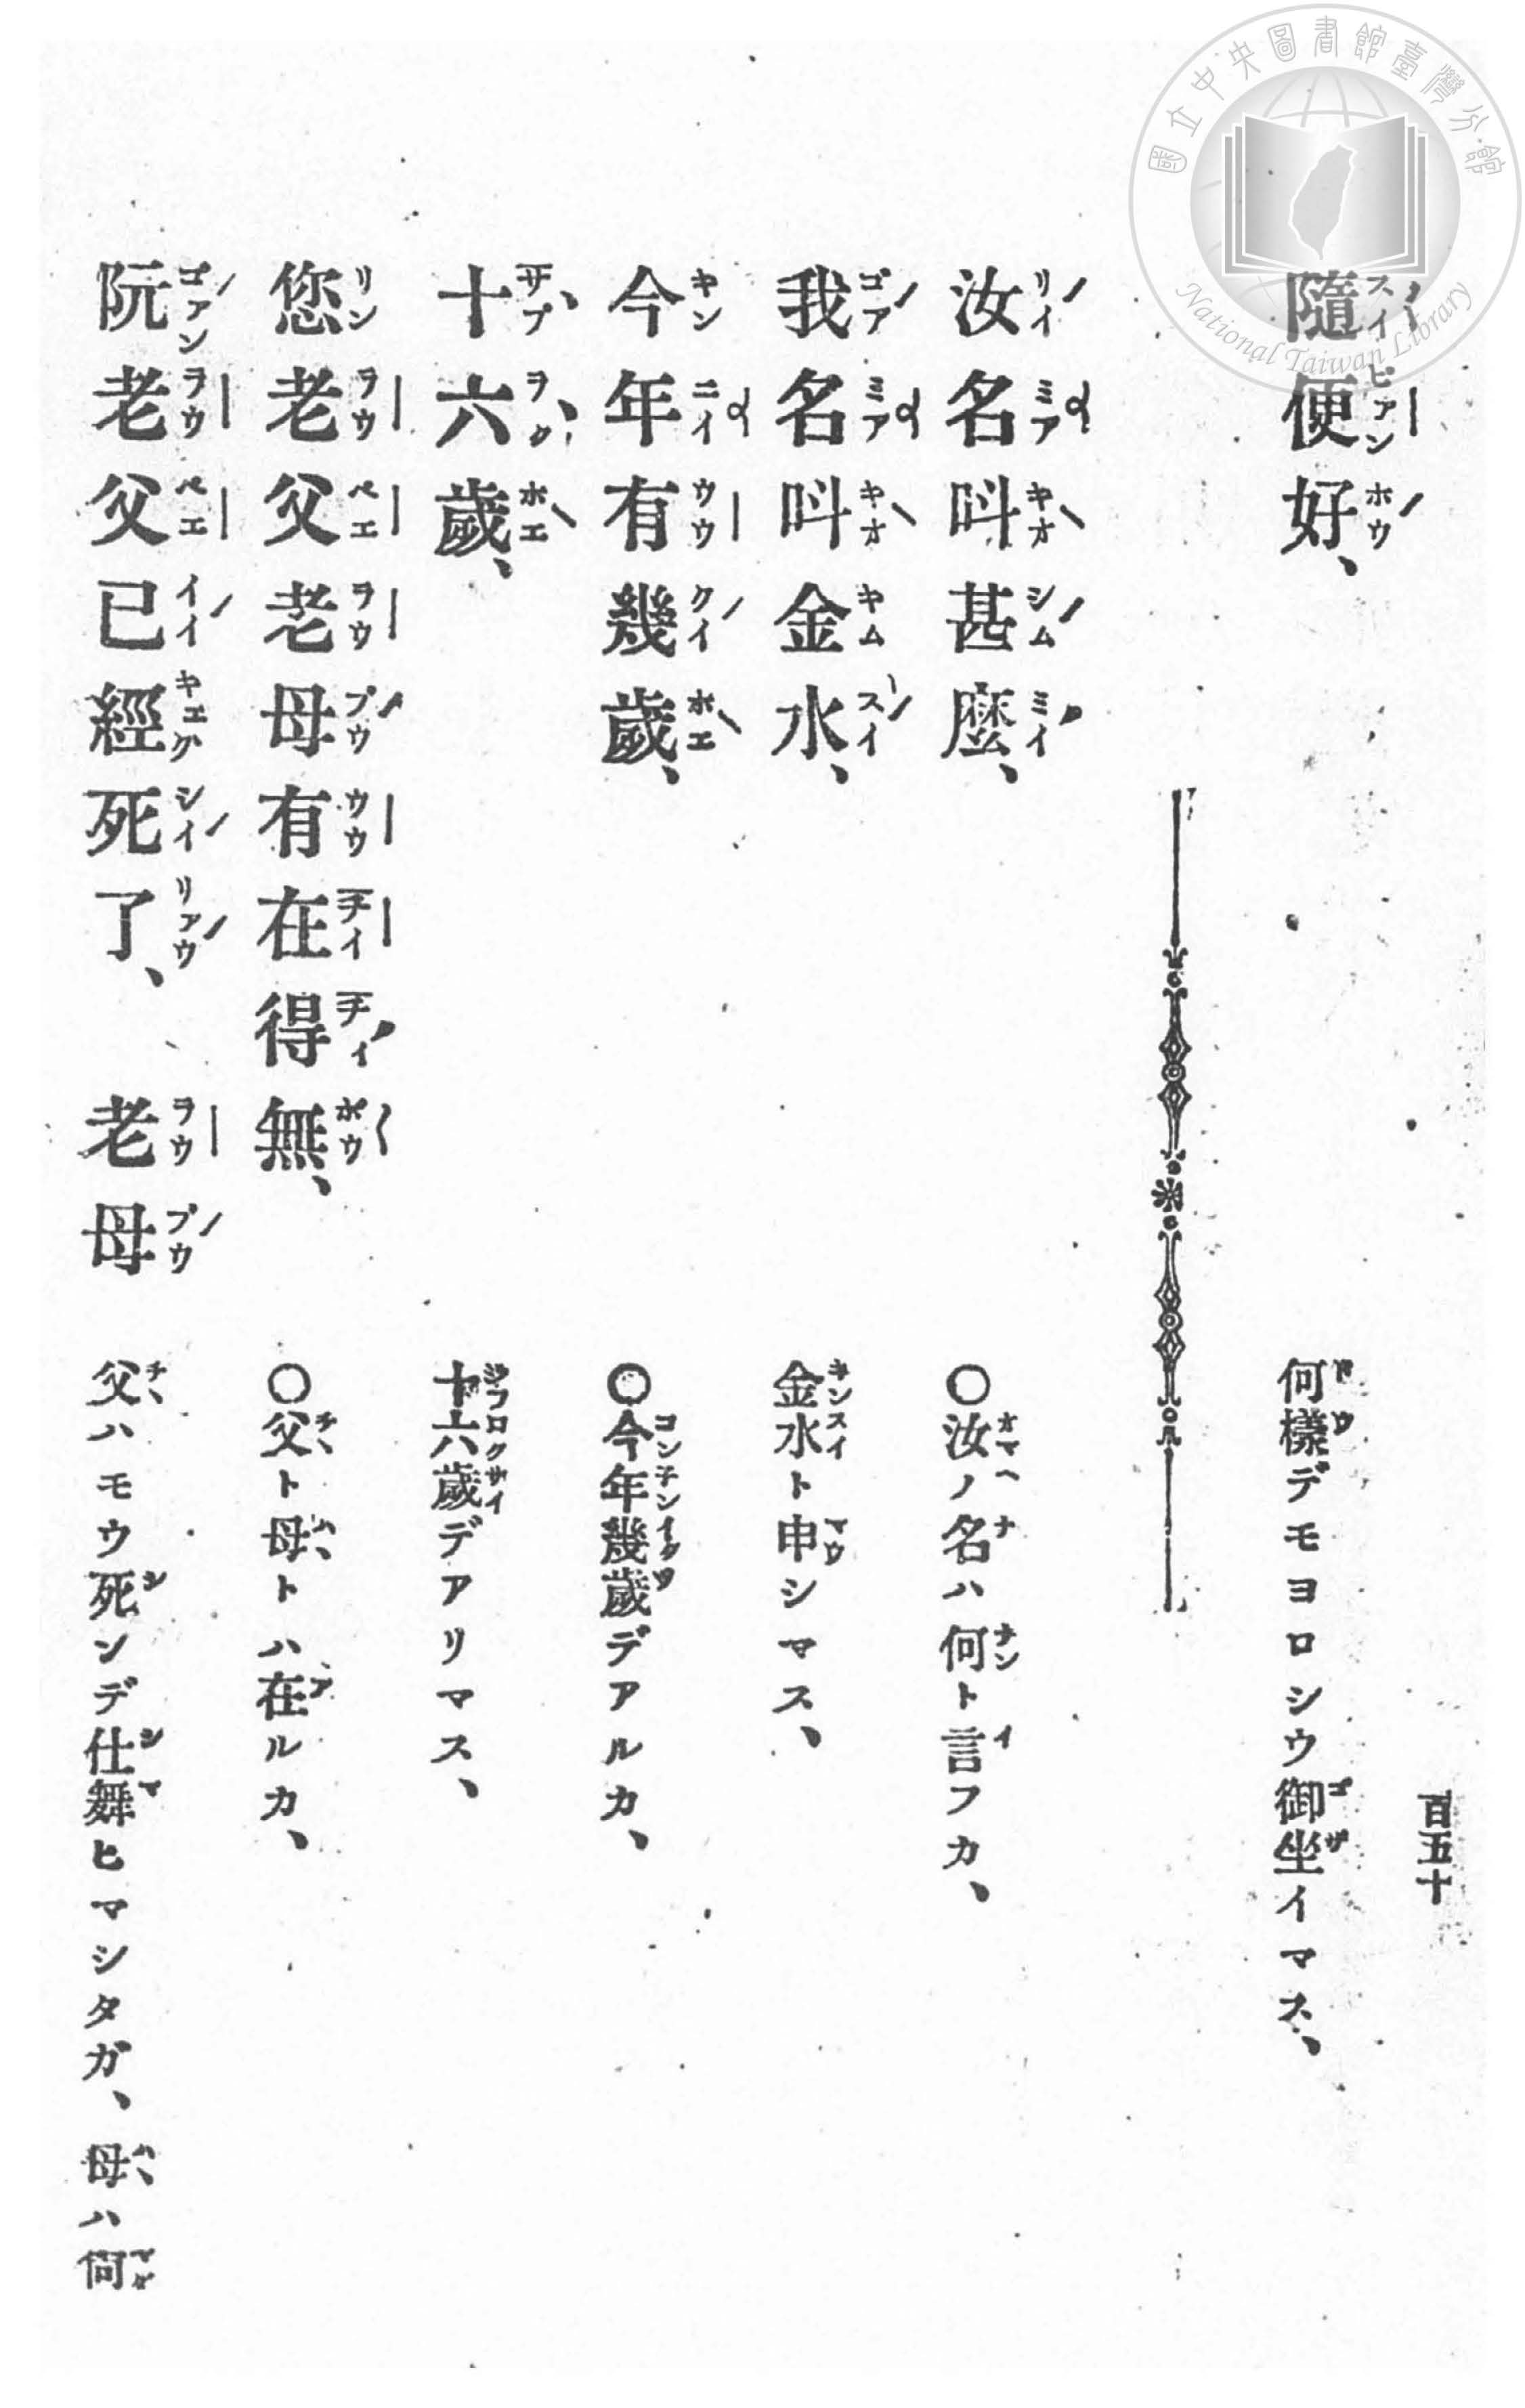 國立中央圖書館臺灣分館
National Taiwan Library
百五十
隨便好、
何樣デモヨロシウ御坐イマス、
汝名呌甚麼、
〇汝ノ名ハ何ト言フカ、
我名呌金水、
金水ト申シマス、
今年有幾歲、
〇今年幾歲デアルカ、
十六歲、
十六歲デアリマス、
您老父老母有在得無、
〇父ト母トハ在ルカ、
阮老父已經死了、老母
父ハモウ死ンデ仕舞ヒマシタガ、母ハ